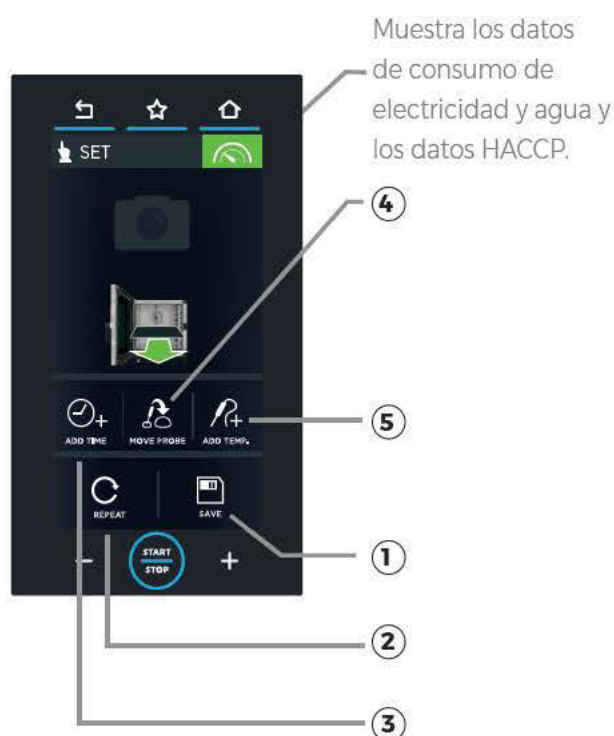 Muestra los datos
de consumo de
electricidad y agua y
los datos HACCP.
SET
4
ADD TIME
MOVE PROBE
ADD TEMP.
5
REPEAT
SAVE
1
START
STOP
2
3